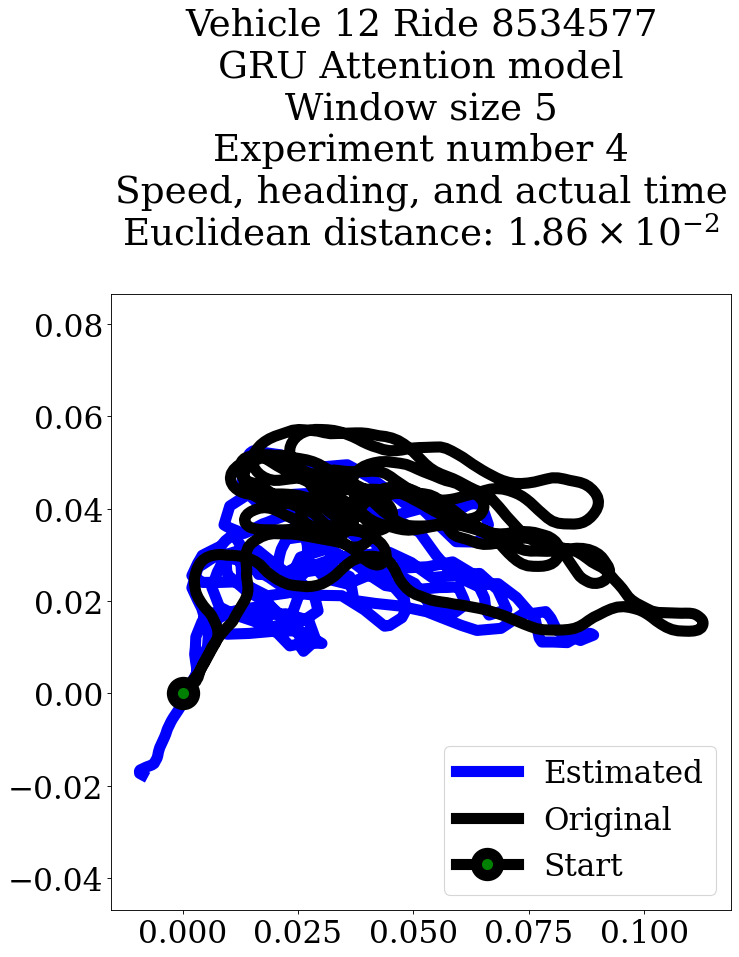 Vehicle 12 Ride 8534577
GRU Attention model
Window size 5
Experiment number 4
Speed, heading, and actual time
Euclidean distance: 1.86 × 10⁻²
0.08
0.06
0.04
0.02
0.00
−0.02
−0.04
Estimated
Original
Start
0.000 0.025 0.050 0.075 0.100